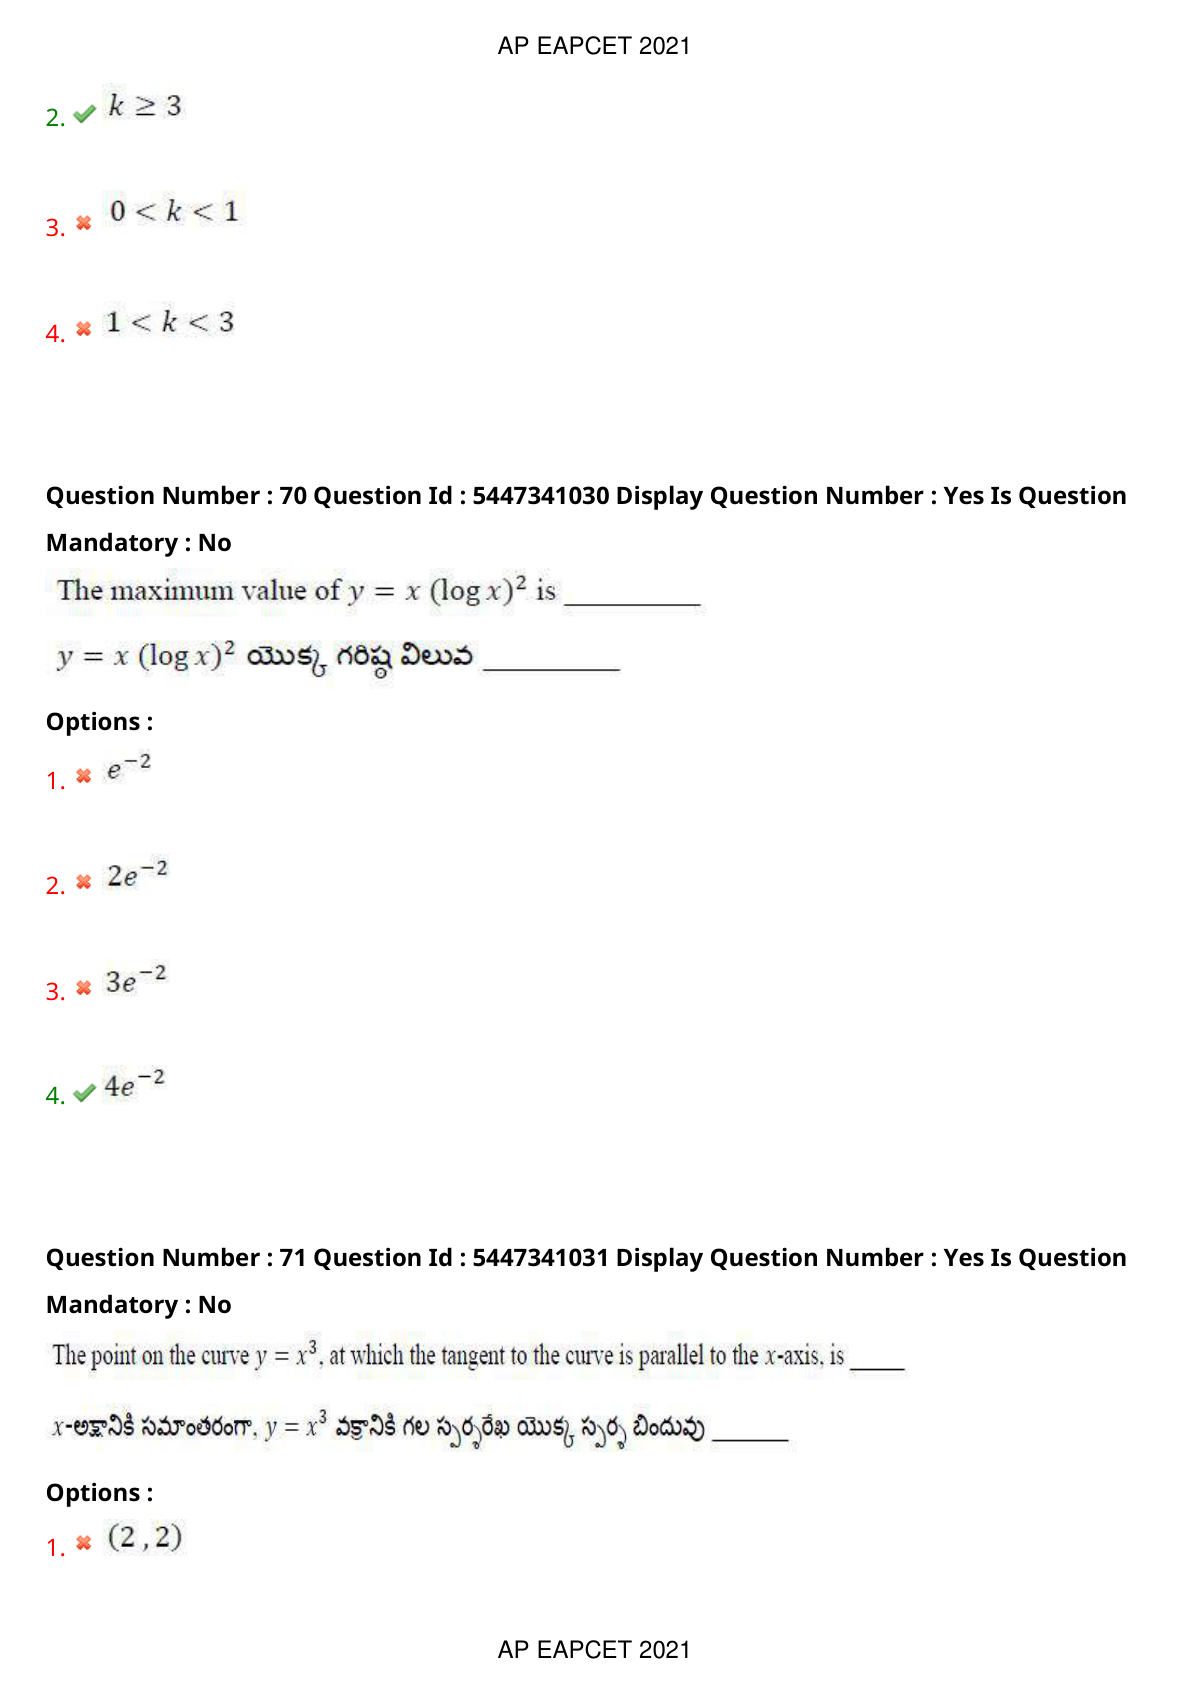 AP EAPCET 2021
2. k ≥ 3
3. 0 < k < 1
4. 1 < k < 3
Question Number : 70 Question Id : 5447341030 Display Question Number : Yes Is Question
Mandatory : No
The maximum value of y = x (log x)² is __________
y = x (log x)² యొక్క గరిష్ఠ విలువ __________
Options :
1. e⁻²
2. 2e⁻²
3. 3e⁻²
4. 4e⁻²
Question Number : 71 Question Id : 5447341031 Display Question Number : Yes Is Question
Mandatory : No
The point on the curve y = x³, at which the tangent to the curve is parallel to the x-axis, is _____
x-అక్షానికి సమాంతరంగా, y = x³ వక్రానికి గల స్పర్శరేఖ యొక్క స్పర్శ బిందువు ______
Options :
1. (2 , 2)
AP EAPCET 2021